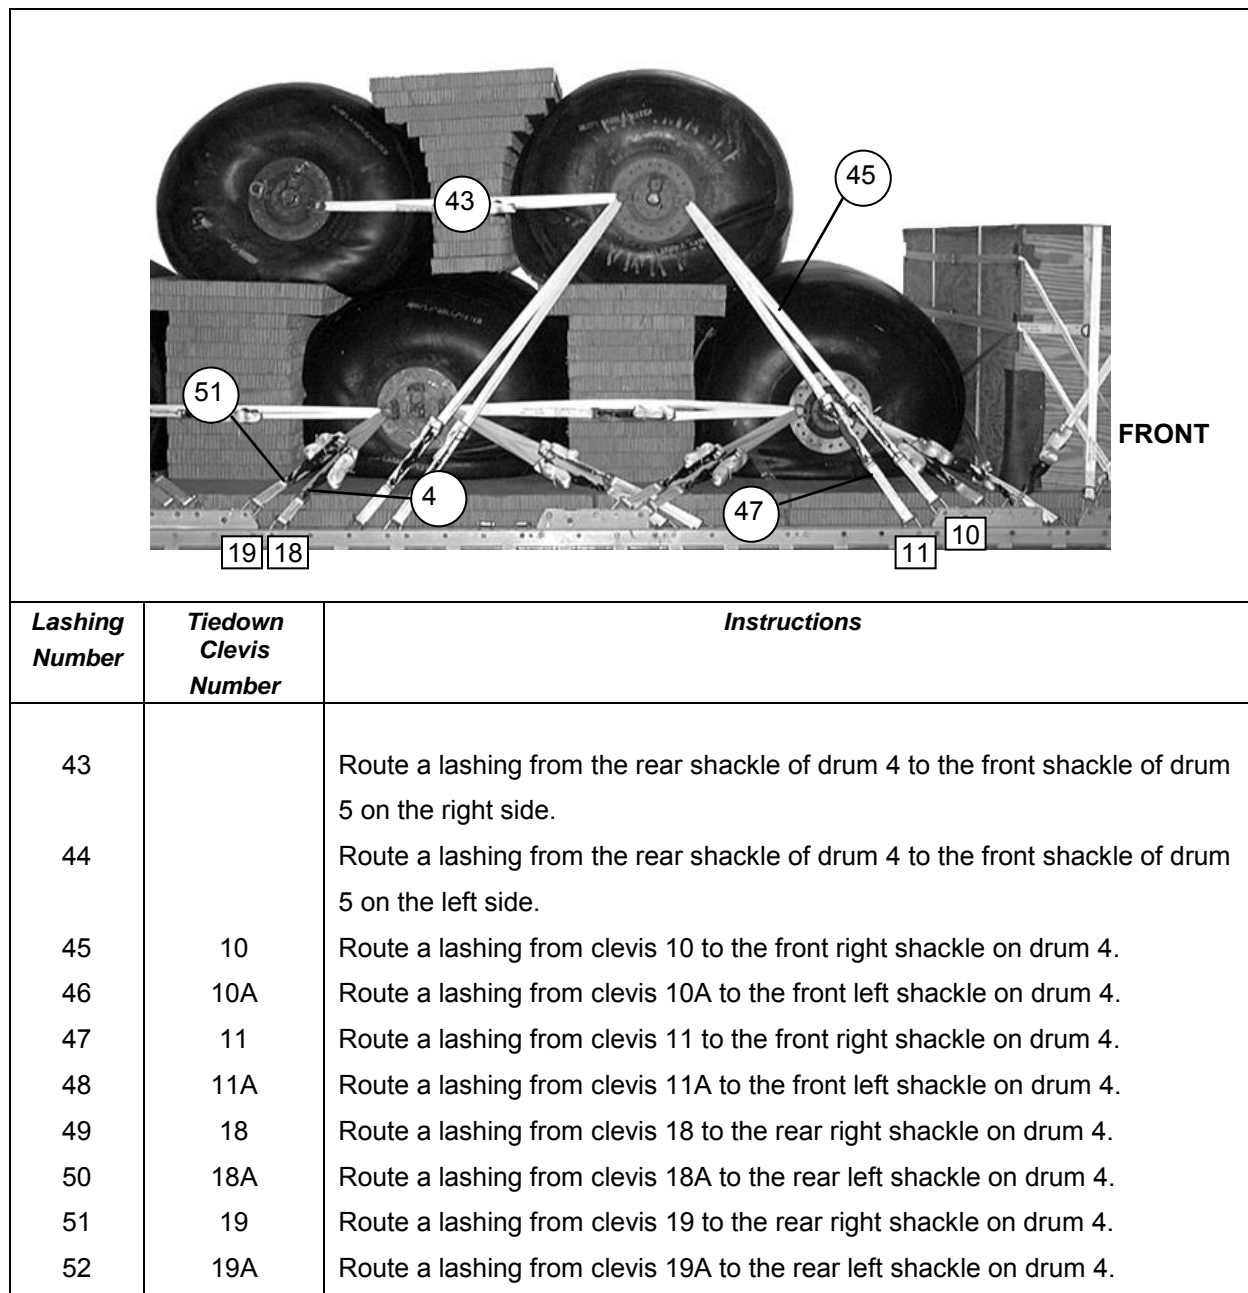 43
45
51
4
47
FRONT
10
19 18
11
Lashing Number
Tiedown Clevis Number
Instructions
43 Route a lashing from the rear shackle of drum 4 to the front shackle of drum
5 on the right side.
44 Route a lashing from the rear shackle of drum 4 to the front shackle of drum
5 on the left side.
45 10 Route a lashing from clevis 10 to the front right shackle on drum 4.
46 10A Route a lashing from clevis 10A to the front left shackle on drum 4.
47 11 Route a lashing from clevis 11 to the front right shackle on drum 4.
48 11A Route a lashing from clevis 11A to the front left shackle on drum 4.
49 18 Route a lashing from clevis 18 to the rear right shackle on drum 4.
50 18A Route a lashing from clevis 18A to the rear left shackle on drum 4.
51 19 Route a lashing from clevis 19 to the rear right shackle on drum 4.
52 19A Route a lashing from clevis 19A to the rear left shackle on drum 4.